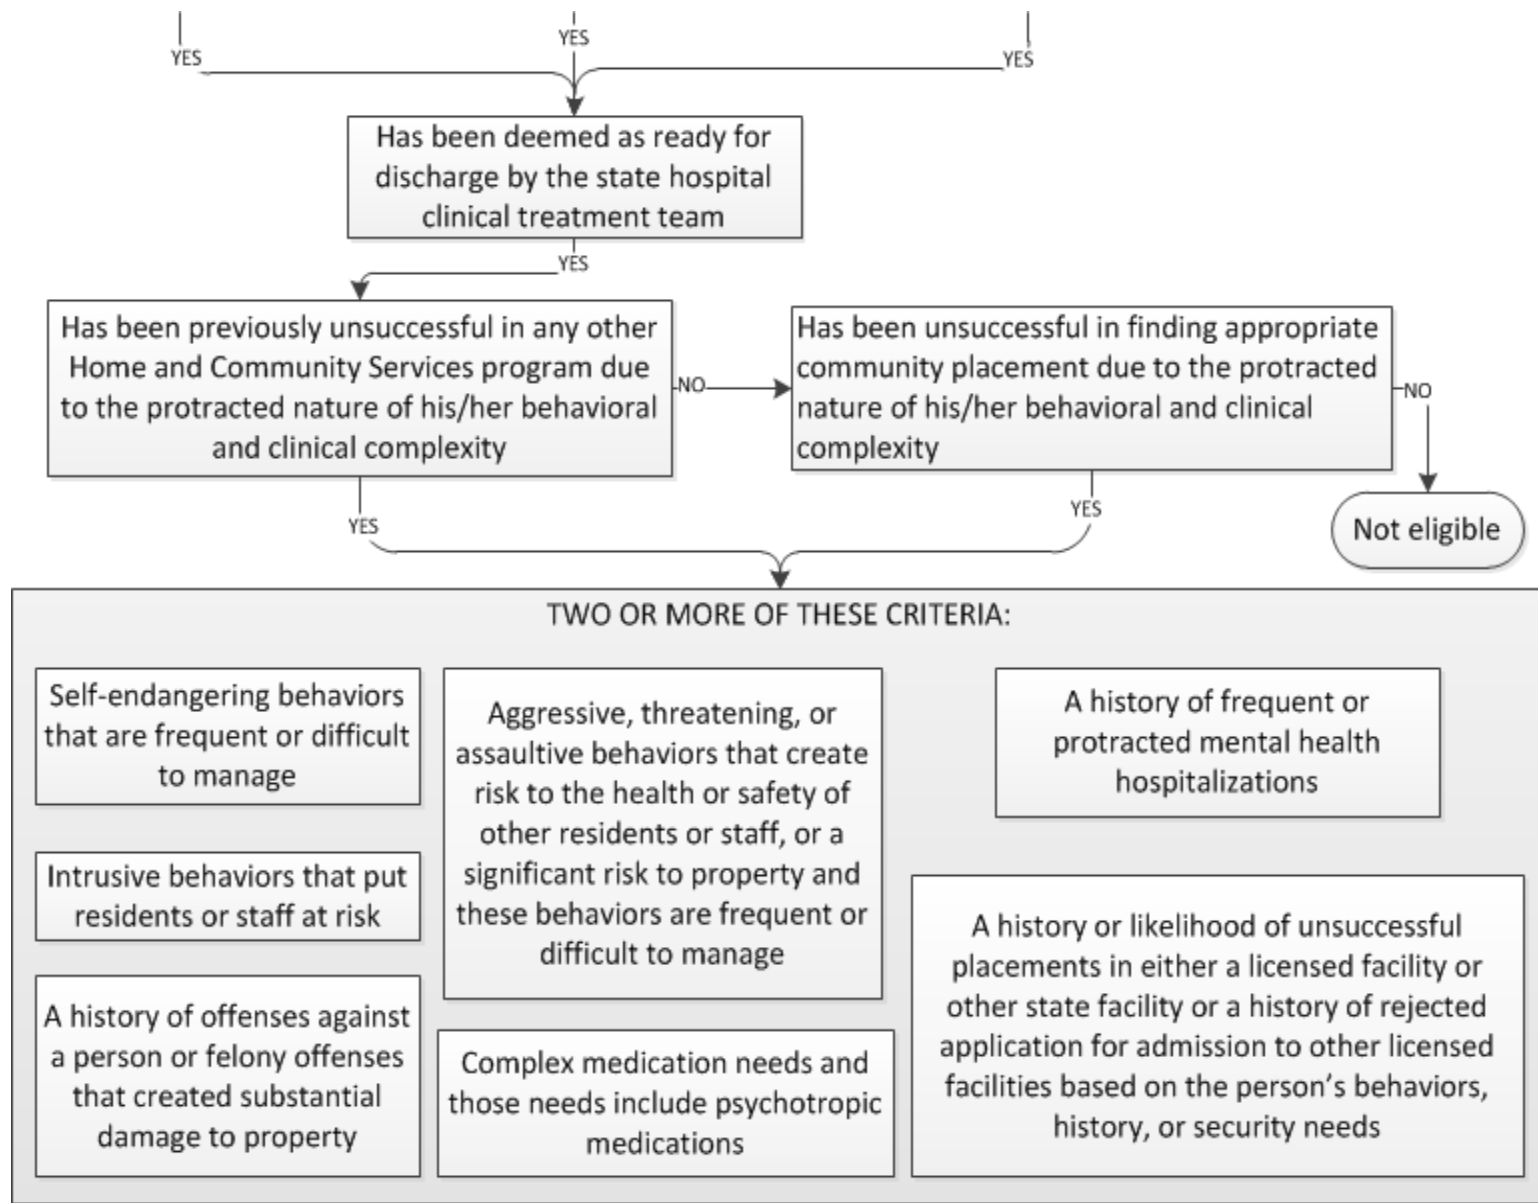 YES
YES
YES
Has been deemed as ready for
discharge by the state hospital
clinical treatment team
YES
Has been previously unsuccessful in any other
Home and Community Services program due
to the protracted nature of his/her behavioral
and clinical complexity
NO
Has been unsuccessful in finding appropriate
community placement due to the protracted
nature of his/her behavioral and clinical
complexity
NO
YES
YES
Not eligible
TWO OR MORE OF THESE CRITERIA:
Self-endangering behaviors
that are frequent or difficult
to manage
Aggressive, threatening, or
assaultive behaviors that create
risk to the health or safety of
other residents or staff, or a
significant risk to property and
these behaviors are frequent or
difficult to manage
A history of frequent or
protracted mental health
hospitalizations
Intrusive behaviors that put
residents or staff at risk
A history of offenses against
a person or felony offenses
that created substantial
damage to property
Complex medication needs and
those needs include psychotropic
medications
A history or likelihood of unsuccessful
placements in either a licensed facility or
other state facility or a history of rejected
application for admission to other licensed
facilities based on the person's behaviors,
history, or security needs